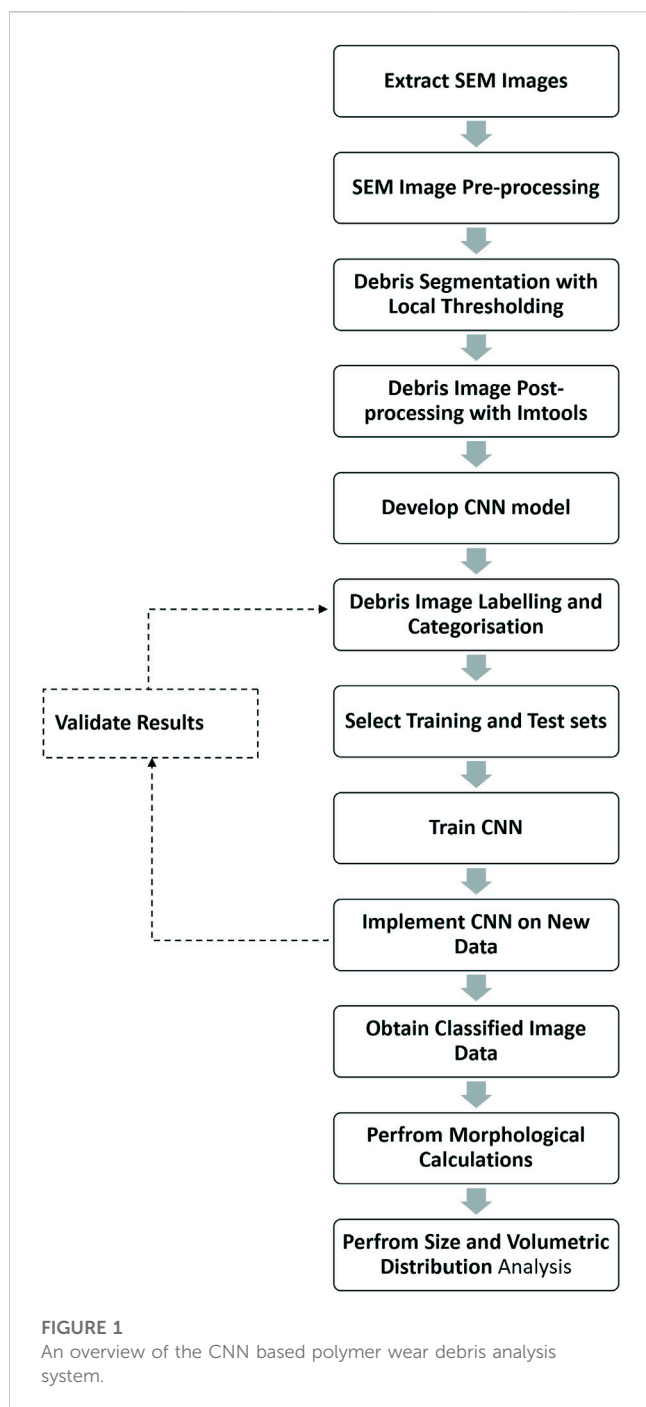 Extract SEM Images
SEM Image Pre-processing
Debris Segmentation with
Local Thresholding
Debris Image Post-
processing with Imtools
Develop CNN model
Debris Image Labelling and
Categorisation
Validate Results
Select Training and Test sets
Train CNN
Implement CNN on New
Data
Obtain Classified Image
Data
Perfrom Morphological
Calculations
Perfrom Size and Volumetric
Distribution Analysis
FIGURE 1
An overview of the CNN based polymer wear debris analysis
system.